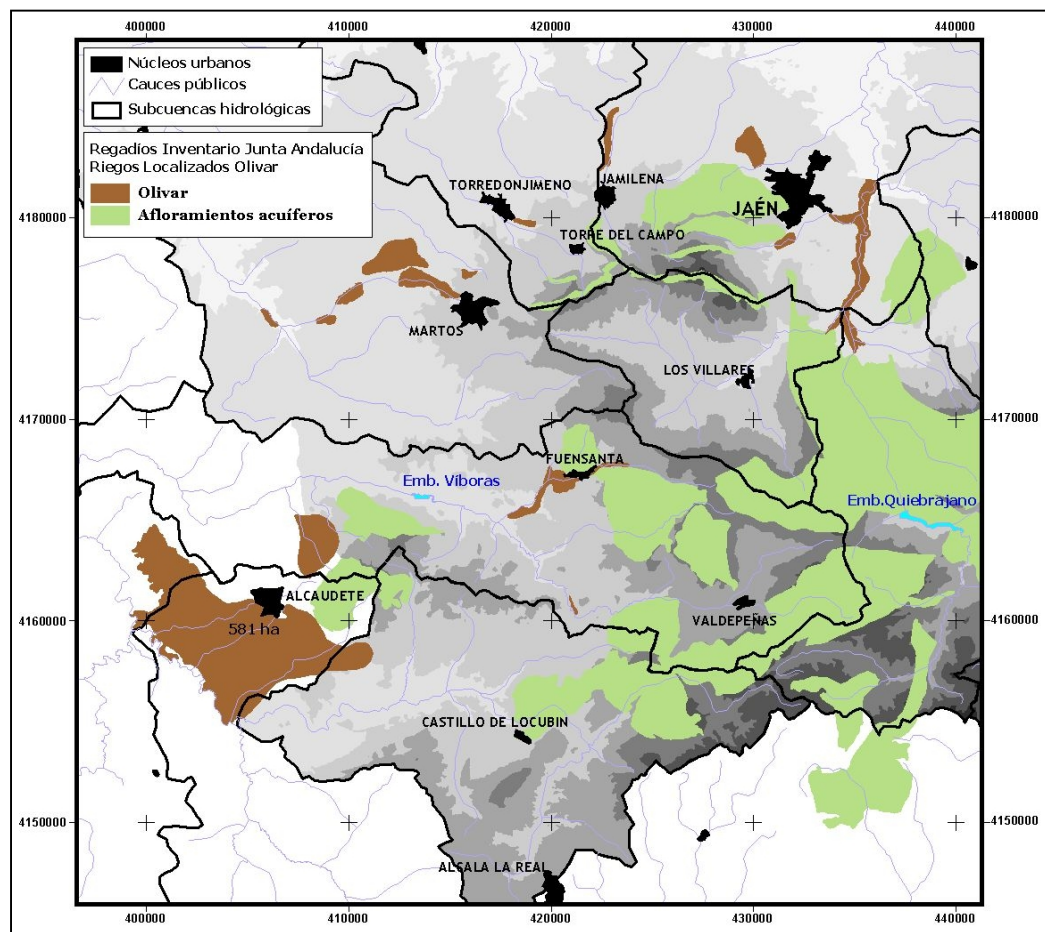 400000 410000 420000 430000 440000
Núcleos urbanos
Cauces públicos
Subcuencas hidrológicas
Regadíos Inventario Junta Andalucía
Riegos Localizados Olivar
Olivar
Afloramientos acuíferos
TORREDONJIMENO
JAMILENA
JAÉN
4180000
4180000
TORRE DEL CAMPO
MARTOS
LOS VILLARES
4170000
4170000
FUENSANTA
Emb. Víboras
Emb.Quiebrajano
ALCAUDETE
581 ha
VALDEPEÑAS
4160000
4160000
CASTILLO DE LOCUBIN
4150000
4150000
ALSALA LA REAL
400000 410000 420000 430000 440000